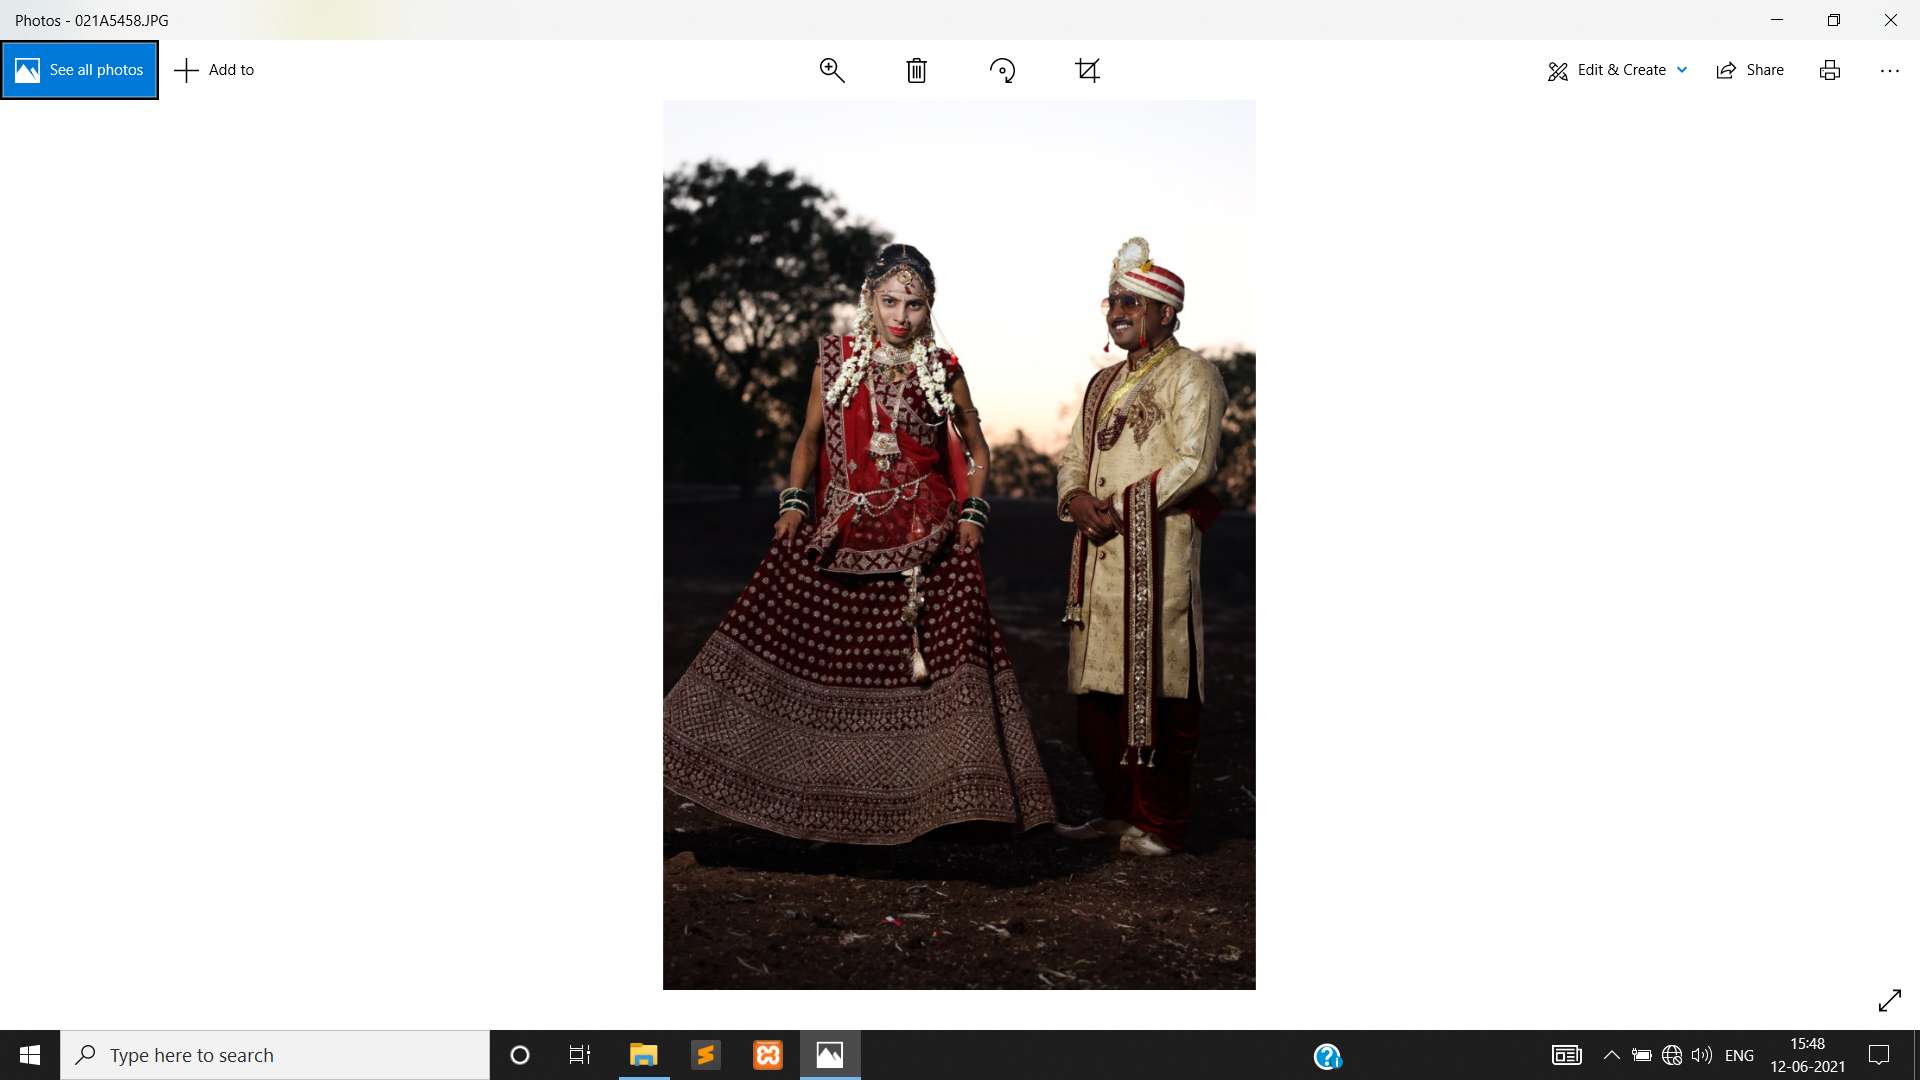 Photos - 021A5458.JPG
See all photos
Add to
Edit & Create
Share
Type here to search
ENG
15:48
12-06-2021